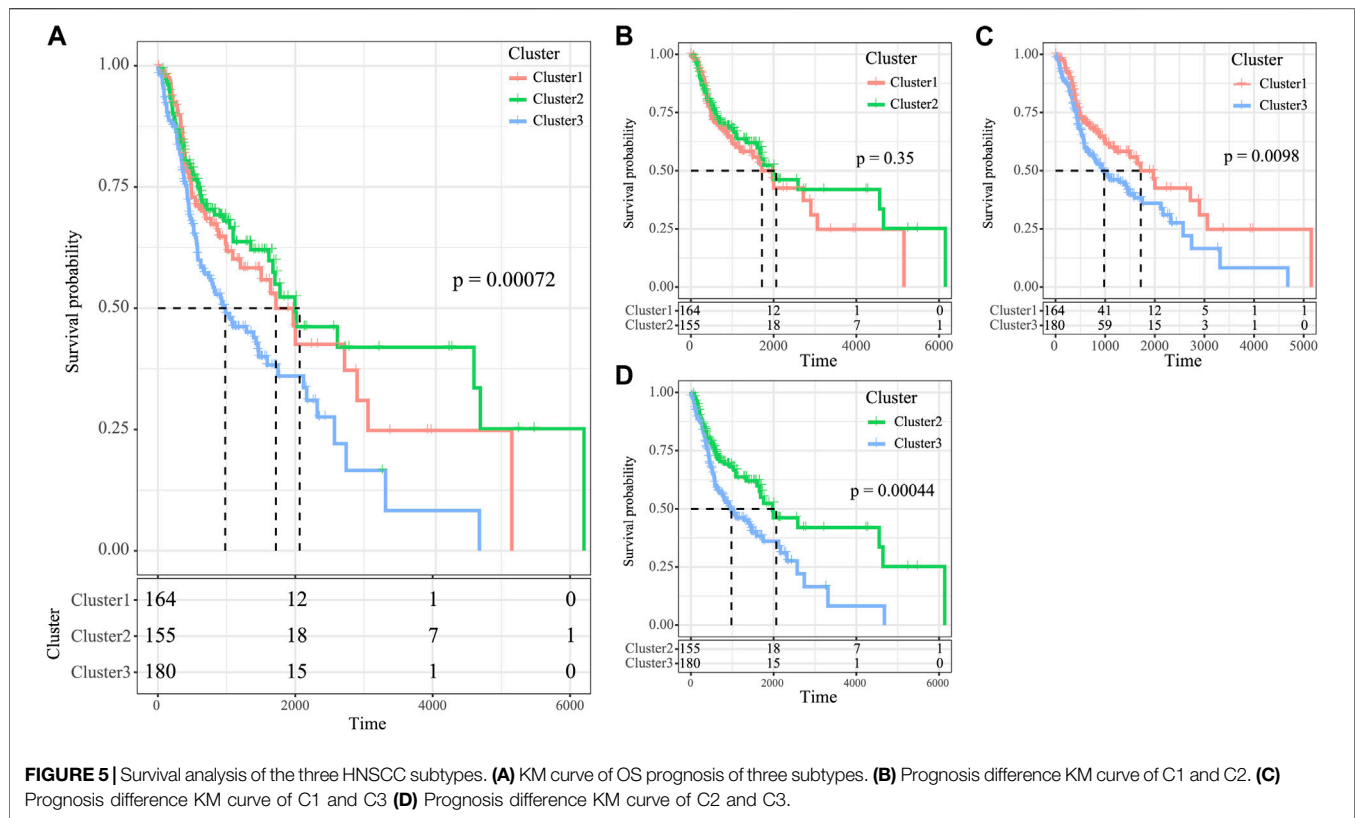 A
Cluster
Cluster1
Cluster2
Cluster3
1.00
0.75
0.50
0.25
0.00
Survival probability
p = 0.00072
Cluster
Cluster1 164 12 1 0
Cluster2 155 18 7 1
Cluster3 180 15 1 0
0 2000 4000 6000
Time
B
Cluster
Cluster1
Cluster2
1.00
0.75
0.50
0.25
0.00
Survival probability
p = 0.35
Cluster1 164 12 1 0
Cluster2 155 18 7 1
0 2000 4000 6000
Time
C
Cluster
Cluster1
Cluster3
1.00
0.75
0.50
0.25
0.00
Survival probability
p = 0.0098
Cluster1 164 41 12 5 1 1
Cluster3 180 59 15 3 1 0
0 1000 2000 3000 4000 5000
Time
D
Cluster
Cluster2
Cluster3
1.00
0.75
0.50
0.25
0.00
Survival probability
p = 0.00044
Cluster2 155 18 7 1
Cluster3 180 15 1 0
0 2000 4000 6000
Time
FIGURE 5 | Survival analysis of the three HNSCC subtypes. (A) KM curve of OS prognosis of three subtypes. (B) Prognosis difference KM curve of C1 and C2. (C)
Prognosis difference KM curve of C1 and C3 (D) Prognosis difference KM curve of C2 and C3.